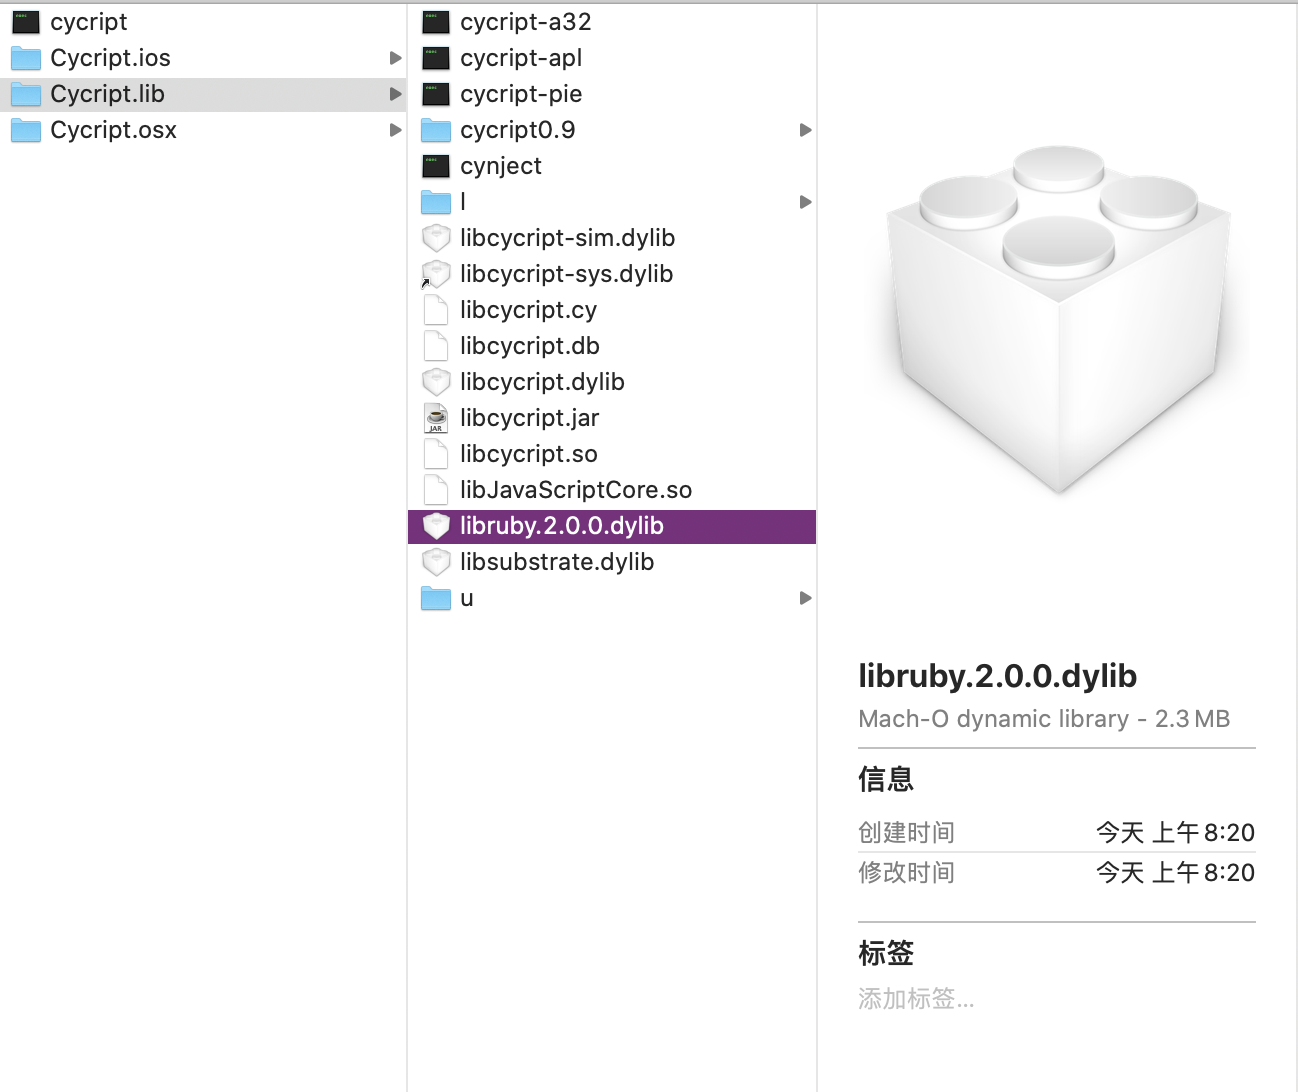 cycript
Cycript.ios
Cycript.lib
Cycript.osx
cycript-a32
cycript-apl
cycript-pie
cycript0.9
cynject
l
libcycript-sim.dylib
libcycript-sys.dylib
libcycript.cy
libcycript.db
libcycript.dylib
libcycript.jar
libcycript.so
libJavaScriptCore.so
libruby.2.0.0.dylib
libsubstrate.dylib
u
JAR
libruby.2.0.0.dylib
Mach-O dynamic library - 2.3 MB
信息
创建时间 今天 上午 8:20
修改时间 今天 上午 8:20
标签
添加标签...